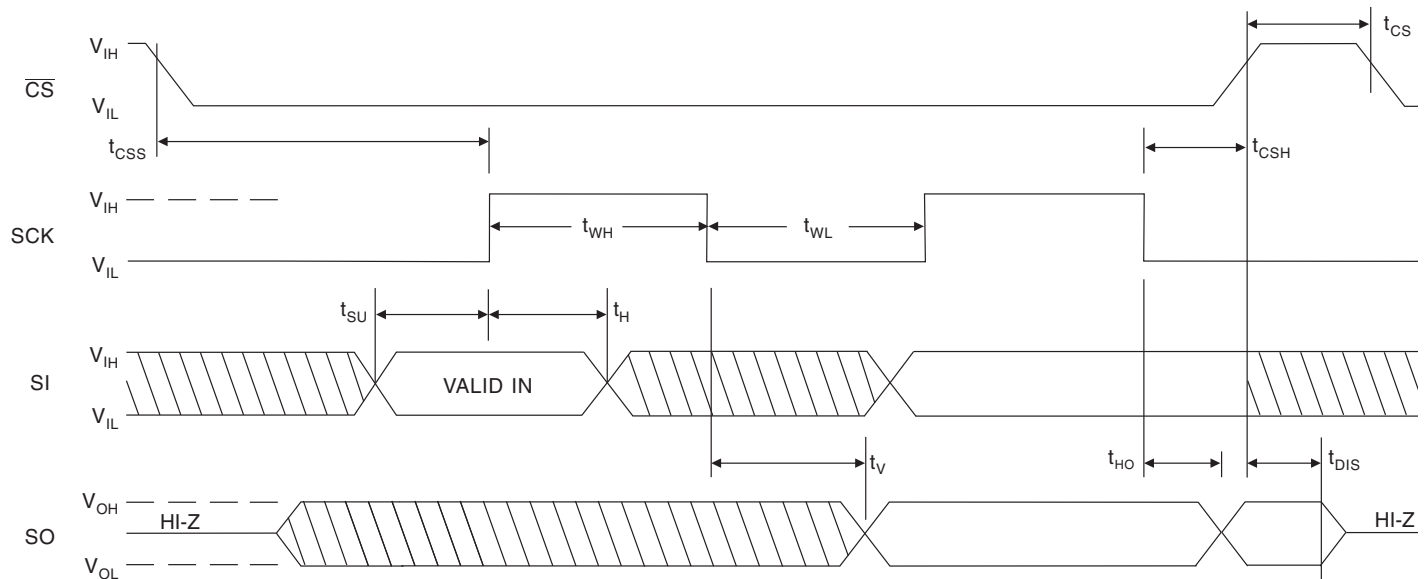 V_IH
t_CS
CS
V_IL
t_CSS
t_CSH
V_IH
SCK
t_WH
t_WL
V_IL
t_SU
t_H
V_IH
SI
VALID IN
V_IL
t_V
t_HO
t_DIS
V_OH
HI-Z
HI-Z
SO
V_OL